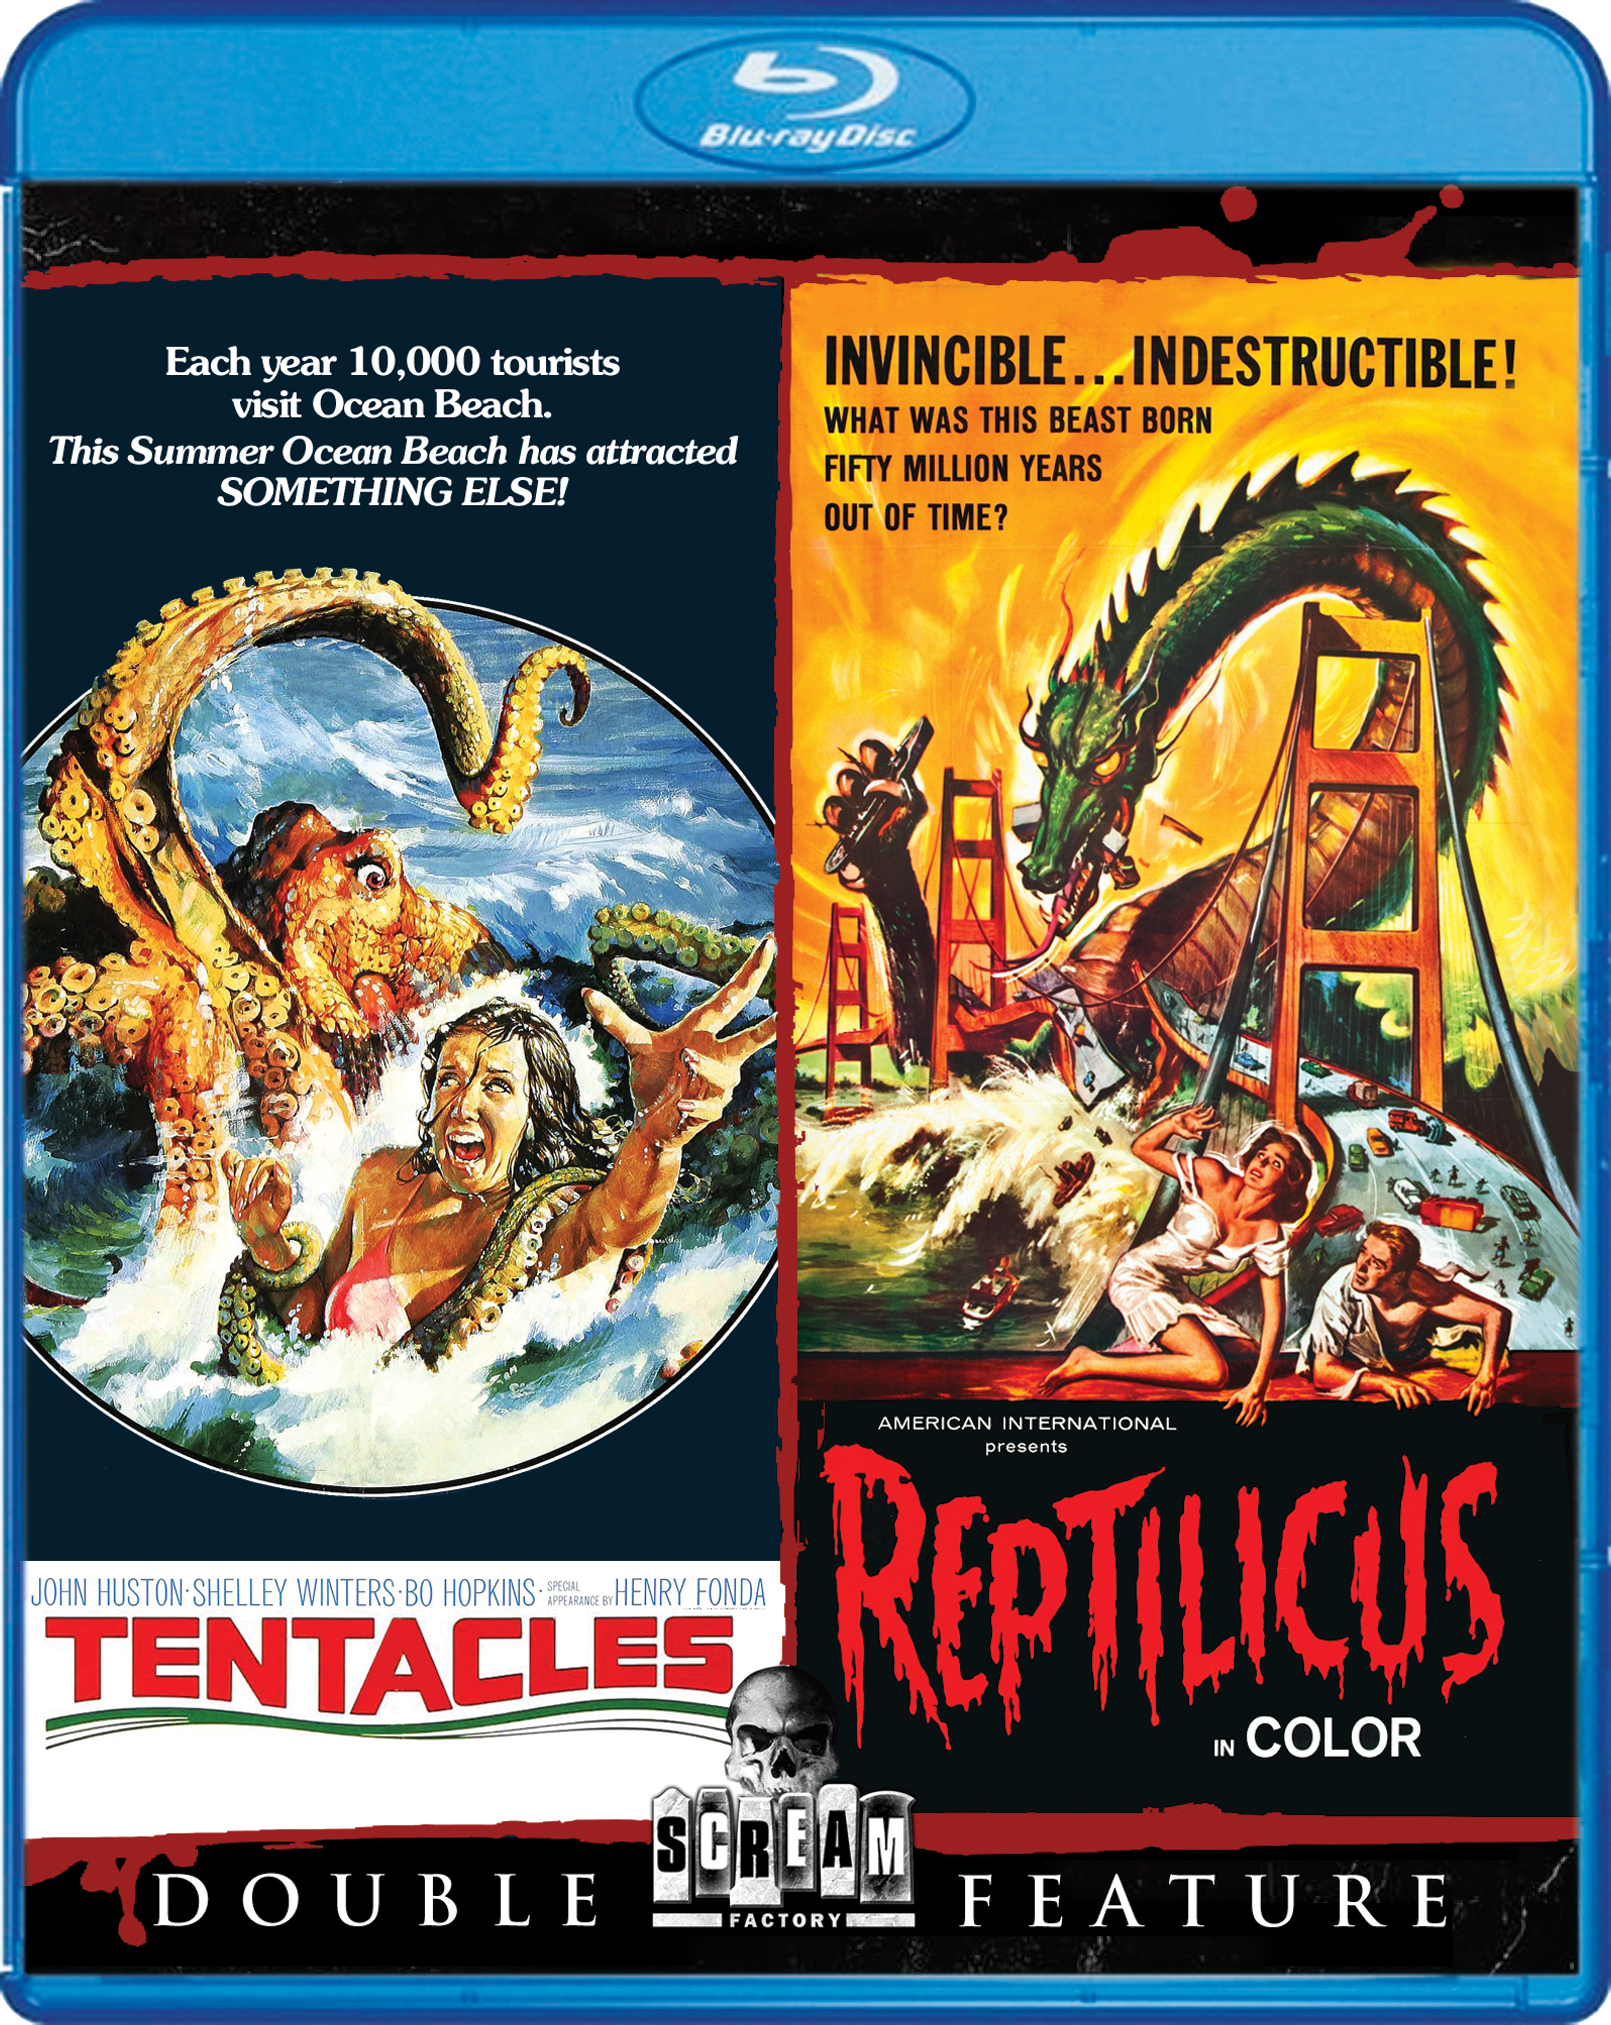 Blu-ray Disc
Each year 10,000 tourists
visit Ocean Beach.
This Summer Ocean Beach has attracted
SOMETHING ELSE!
JOHN HUSTON · SHELLEY WINTERS · BO HOPKINS · SPECIAL APPEARANCE BY HENRY FONDA
TENTACLES
INVINCIBLE...INDESTRUCTIBLE!
WHAT WAS THIS BEAST BORN
FIFTY MILLION YEARS
OUT OF TIME?
AMERICAN INTERNATIONAL
presents
REPTILICUS
IN COLOR
DOUBLE FEATURE
SCREAM
FACTORY